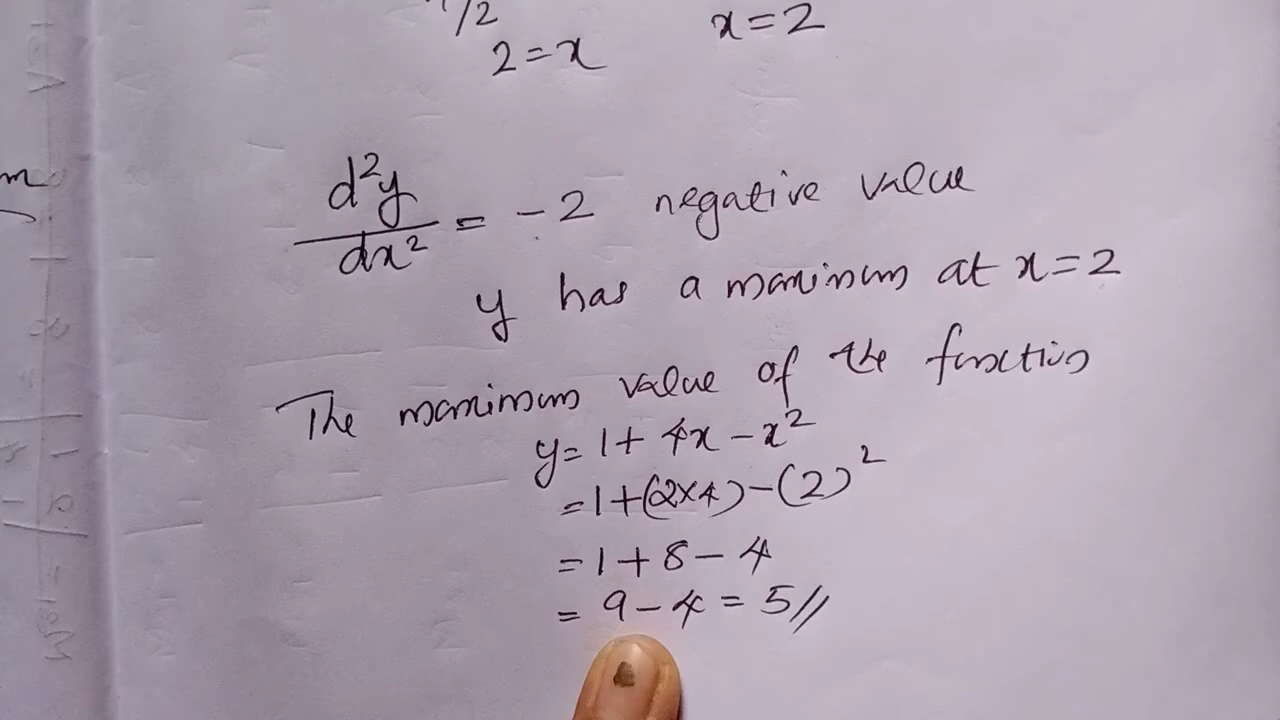 /2
2=x x=2
d²y/dx² = -2 negative value
y has a maximum at x=2
The maximum value of the function
y=1+4x-x²
=1+(2×4)-(2)²
=1+8-4
=9-4=5//
m